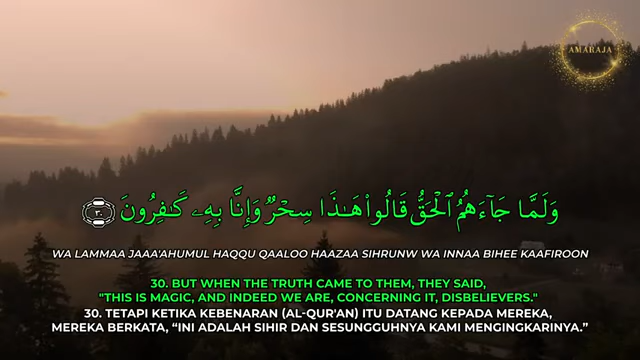 AMARAJA
وَلَمَّا جَآءَهُمُ ٱلْحَقُّ قَالُوا۟ هَـٰذَا سِحْرٌ وَإِنَّا بِهِۦ كَـٰفِرُونَ ٣٠
WA LAMMAA JAAA'AHUMUL HAQQU QAALOO HAAZAA SIHRUNW WA INNAA BIHEE KAAFIROON
30. BUT WHEN THE TRUTH CAME TO THEM, THEY SAID,
"THIS IS MAGIC, AND INDEED WE ARE, CONCERNING IT, DISBELIEVERS."
30. TETAPI KETIKA KEBENARAN (AL-QUR'AN) ITU DATANG KEPADA MEREKA,
MEREKA BERKATA, “INI ADALAH SIHIR DAN SESUNGGUHNYA KAMI MENGINGKARINYA.”